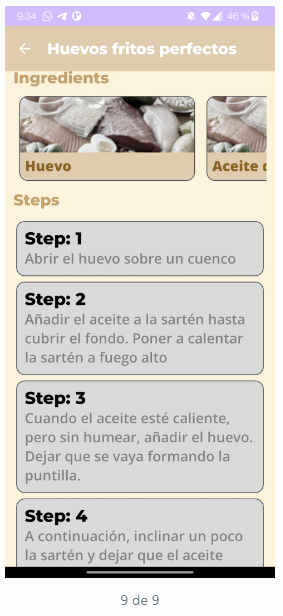 9:34 46 %
Huevos fritos perfectos
Ingredients
Huevo
Aceite
Steps
Step: 1
Abrir el huevo sobre un cuenco
Step: 2
Añadir el aceite a la sartén hasta
cubrir el fondo. Poner a calentar
la sartén a fuego alto
Step: 3
Cuando el aceite esté caliente,
pero sin humear, añadir el huevo.
Dejar que se vaya formando la
puntilla.
Step: 4
A continuación, inclinar un poco
la sartén y dejar que el aceite
9 de 9